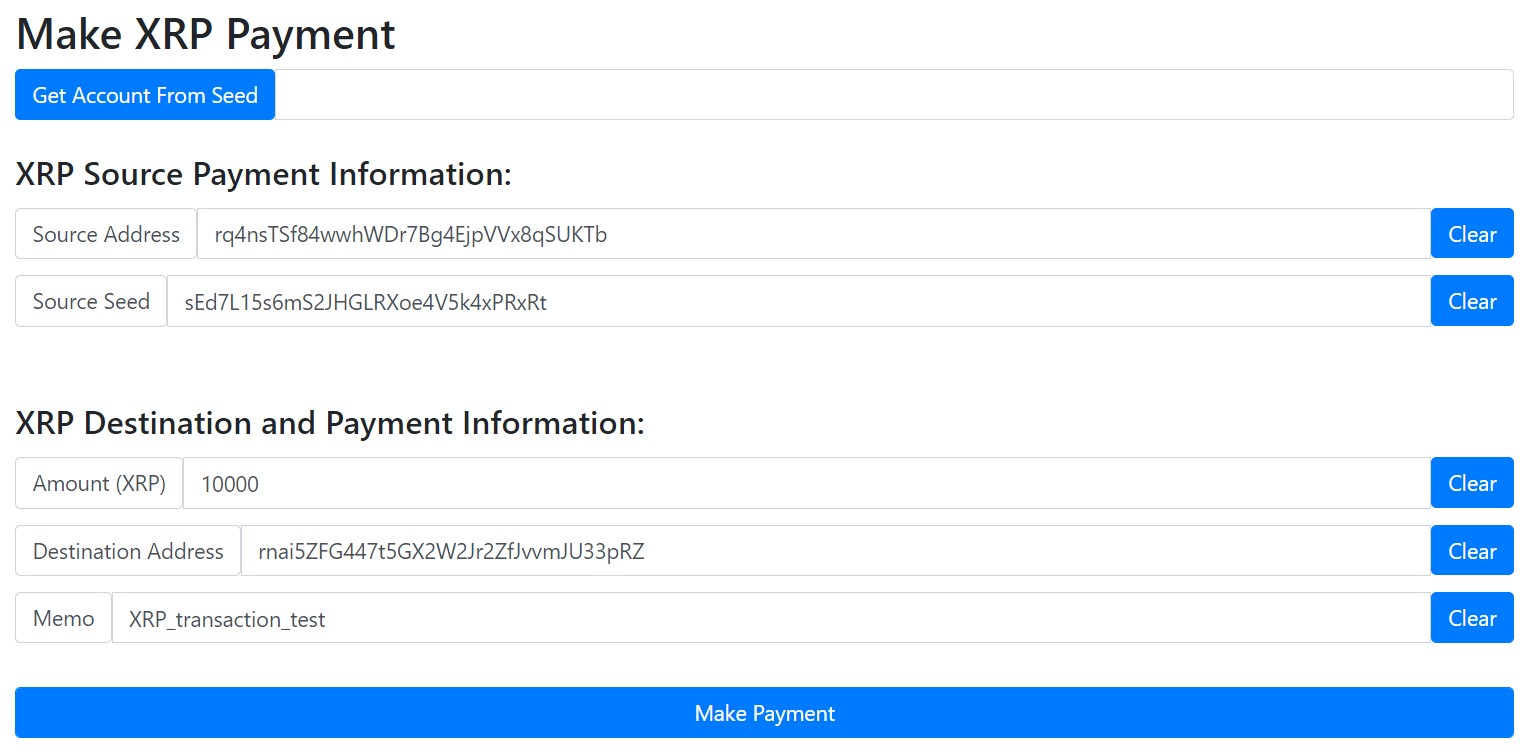 Make XRP Payment
Get Account From Seed
XRP Source Payment Information:
Source Address rq4nsTSf84wwhWDr7Bg4EjpVVx8qSUKTb Clear
Source Seed sEd7L15s6mS2JHGLRXoe4V5k4xPRxRt Clear
XRP Destination and Payment Information:
Amount (XRP) 10000 Clear
Destination Address rnai5ZFG447t5GX2W2Jr2ZfJvvmJU33pRZ Clear
Memo XRP_transaction_test Clear
Make Payment